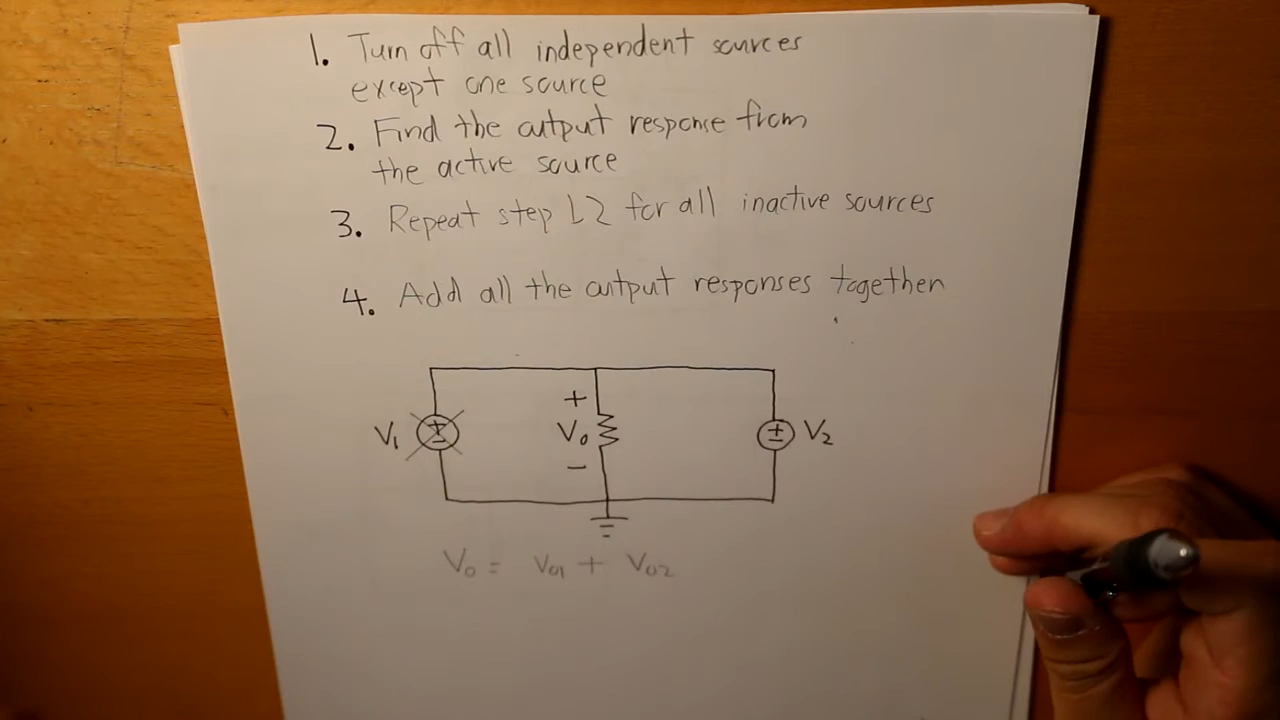 1. Turn off all independent sources
except one source
2. Find the output response from
the active source
3. Repeat step 1,2 for all inactive sources
4. Add all the output responses together
+
V1 ± V0 ± V2
−
V0 = V01 + V02